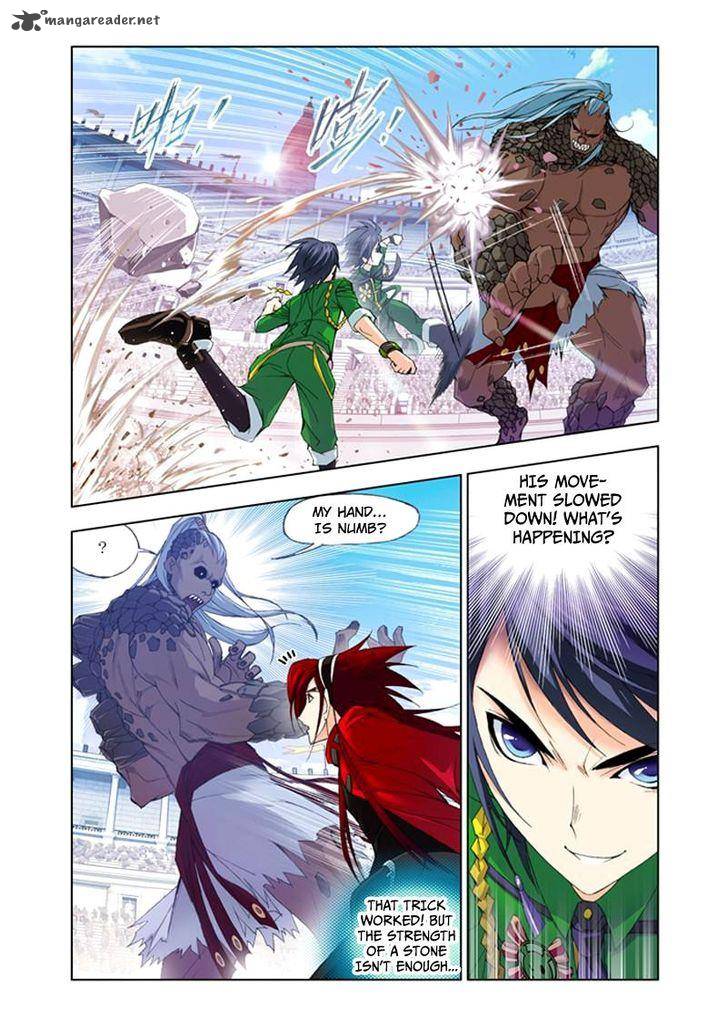 mangareader.net
啪!
嘭!
HIS MOVE-
MENT SLOWED
DOWN! WHAT'S
HAPPENING?
MY HAND...
IS NUMB?
?
THAT TRICK
WORKED! BUT
THE STRENGTH
OF A STONE
ISN'T ENOUGH...